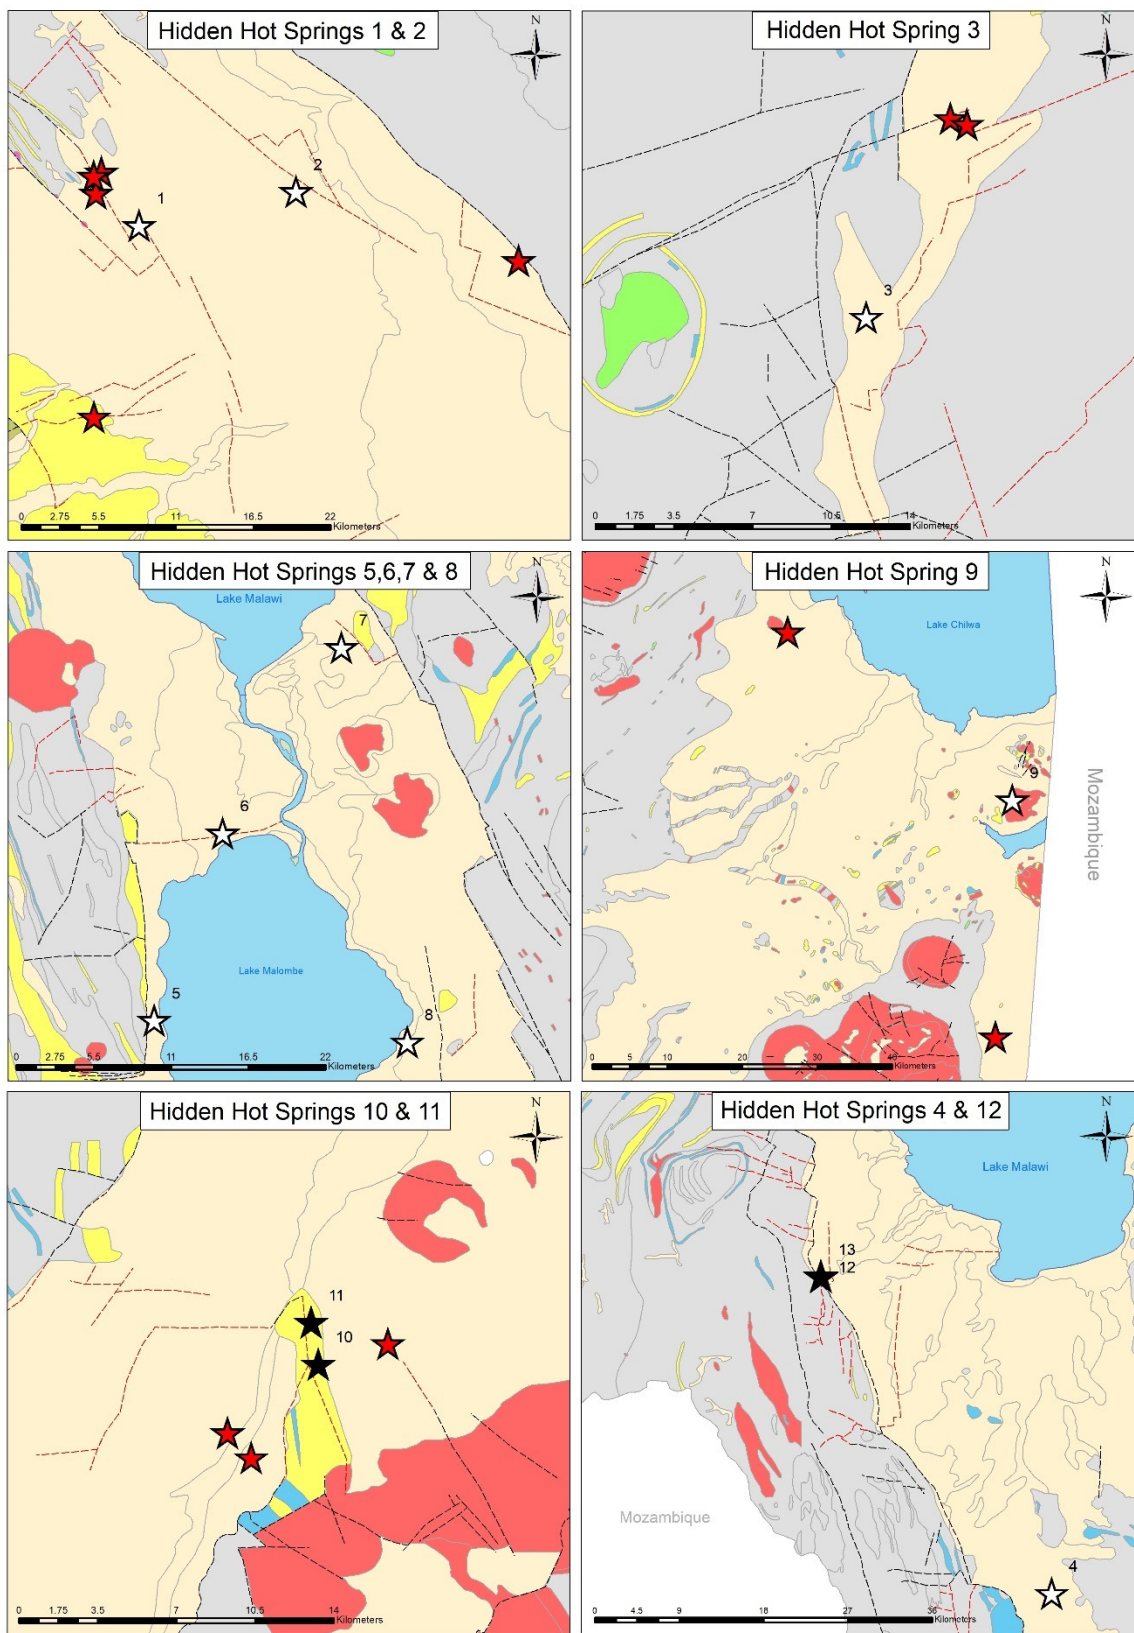 Hidden Hot Springs 1 & 2
N
2
1
0 2.75 5.5 11 16.5 22
Kilometers
Hidden Hot Spring 3
N
3
0 1.75 3.5 7 10.5 14
Kilometers
Hidden Hot Springs 5,6,7 & 8
N
Lake Malawi
7
6
Lake Malombe
5
8
0 2.75 5.5 11 16.5 22
Kilometers
Hidden Hot Spring 9
N
Lake Chilwa
9
Mozambique
0 5 10 20 30 40
Kilometers
Hidden Hot Springs 10 & 11
N
11
10
0 1.75 3.5 7 10.5 14
Kilometers
Hidden Hot Springs 4 & 12
N
Lake Malawi
13
12
Mozambique
4
0 4.5 9 18 27 36
Kilometers